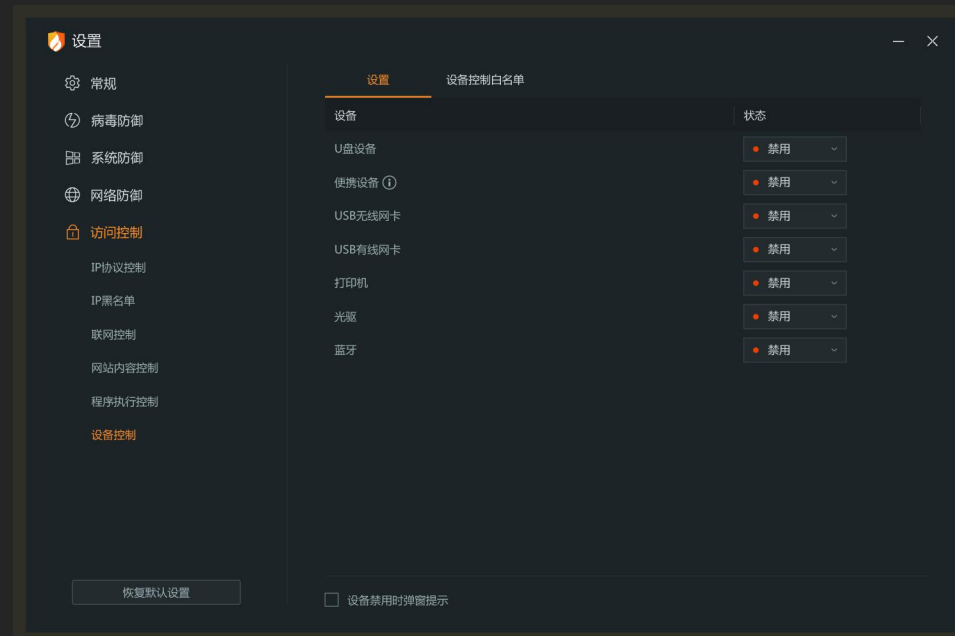 设置
常规
病毒防御
系统防御
网络防御
访问控制
IP协议控制
IP黑名单
联网控制
网站内容控制
程序执行控制
设备控制
恢复默认设置
设置 设备控制白名单
设备 状态
U盘设备 禁用
便携设备 禁用
USB无线网卡 禁用
USB有线网卡 禁用
打印机 禁用
光驱 禁用
蓝牙 禁用
设备禁用时弹窗提示